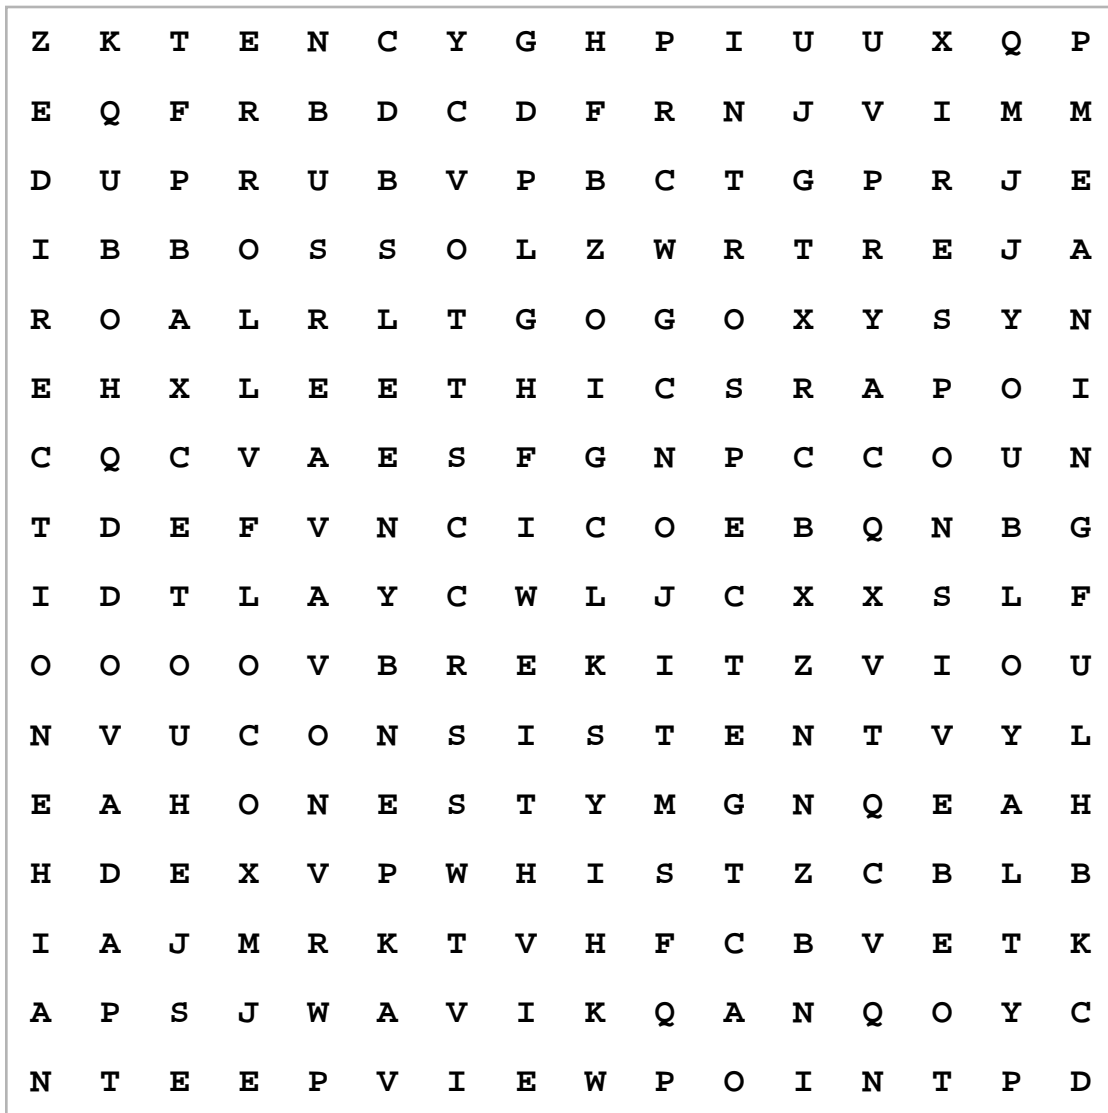 Z K T E N C Y G H P I U U X Q P
E Q F R B D C D F R N J V I M M
D U P R U B V P B C T G P R J E
I B B O S S O L Z W R T R E J A
R O A L R L T G O G O X Y S Y N
E H X L E E T H I C S R A P O I
C Q C V A E S F G N P C C O U N
T D E F V N C I C O E B Q N B G
I D T L A Y C W L J C X X S L F
O O O O V B R E K I T Z V I O U
N V U C O N S I S T E N T V Y L
E A H O N E S T Y M G N Q E A H
H D E X V P W H I S T Z C B L B
I A J M R K T V H F C B V E T K
A P S J W A V I K Q A N Q O Y C
N T E E P V I E W P O I N T P D